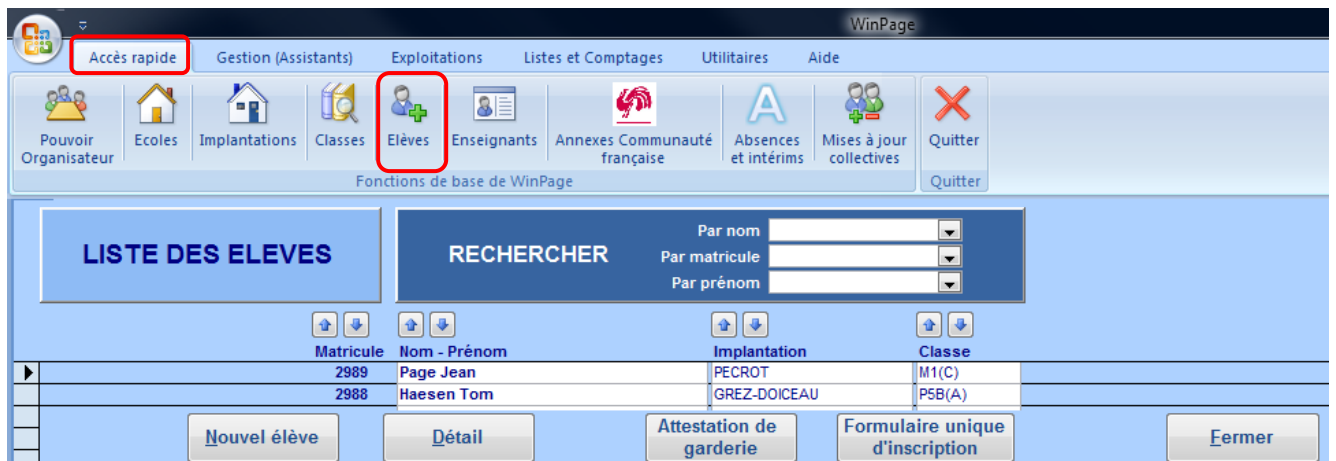 WinPage
Accès rapide Gestion (Assistants) Exploitations Listes et Comptages Utilitaires Aide
Pouvoir Organisateur Ecoles Implantations Classes Elèves Enseignants Annexes Communauté française Absences et intérims Mises à jour collectives Quitter
Fonctions de base de WinPage Quitter
LISTE DES ELEVES
RECHERCHER
Par nom
Par matricule
Par prénom
Matricule Nom - Prénom Implantation Classe
2989 Page Jean PECROT M1(C)
2988 Haesen Tom GREZ-DOICEAU P5B(A)
Nouvel élève Détail Attestation de garderie Formulaire unique d'inscription Fermer